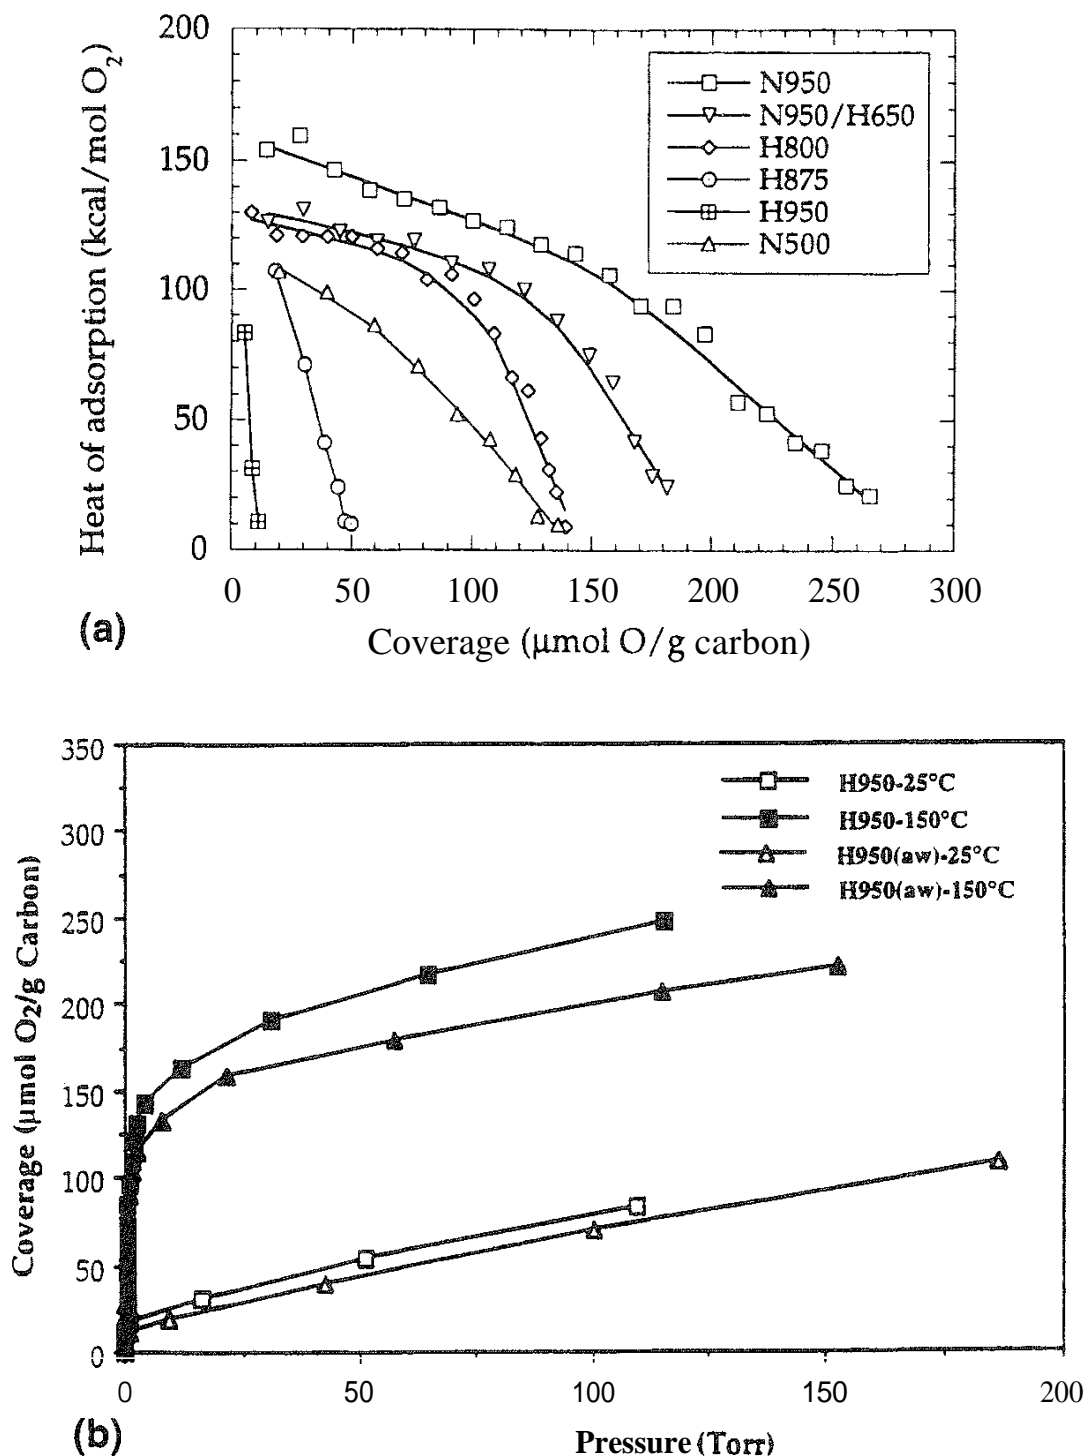 200
150
100
50
0
Heat of adsorption (kcal/mol O2)
N950
N950/H650
H800
H875
H950
N500
0 50 100 150 200 250 300
(a)
Coverage (μmol O/g carbon)
350
300
250
200
150
100
50
0
Coverage (μmol O2/g Carbon)
H950-25°C
H950-150°C
H950(aw)-25°C
H950(aw)-150°C
0 50 100 150 200
(b)
Pressure (Torr)